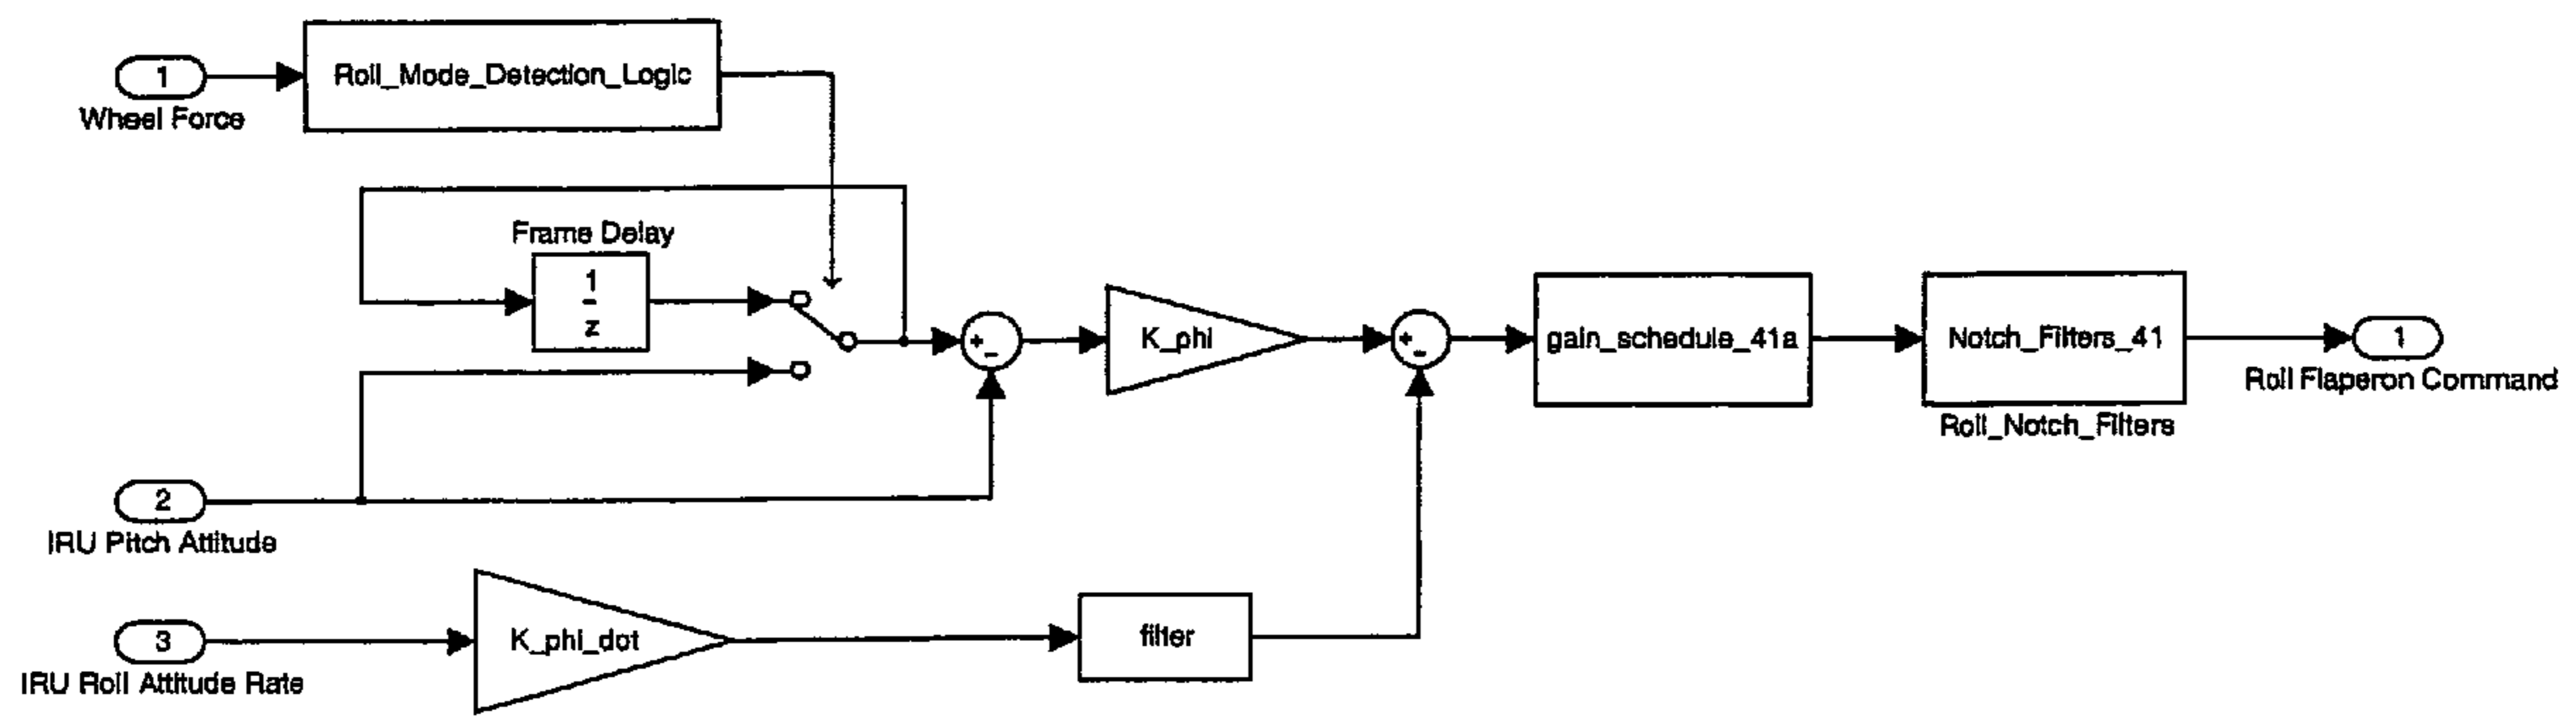 1
Wheel Force
Roll_Mode_Detection_Logic
Frame Delay
1
-
z
+
-
K_phi
+
-
gain_schedule_41a
Notch_Filters_41
Roll_Notch_Filters
1
Roll Flaperon Command
2
IRU Pitch Attitude
3
IRU Roll Attitude Rate
K_phi_dot
filter